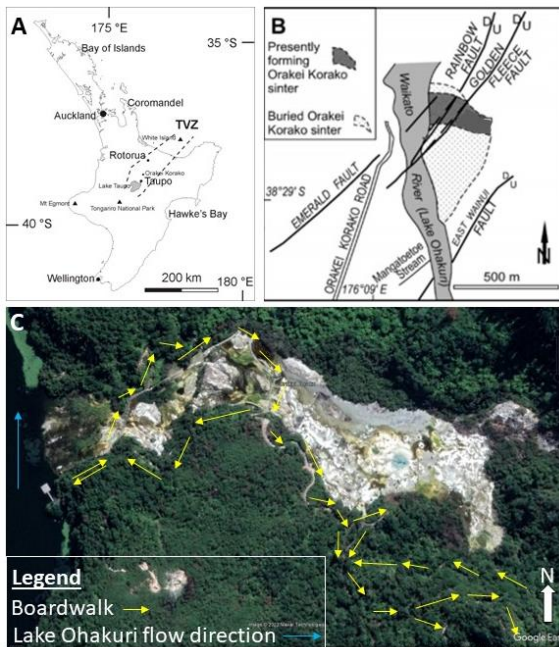 A
175 °E
35 °S
Bay of Islands
Auckland
Coromandel
White Island
TVZ
Rotorua
Orakei Korako
Lake Taupo
Taupo
Mt Egmont
Tongariro National Park
Hawke's Bay
40 °S
Wellington
200 km
180 °E
B
Presently
forming
Orakei Korako
sinter
Buried Orakei
Korako sinter
Waikato
River (Lake Ohakuri)
RAINBOW
FAULT
GOLDEN
FLEECE
FAULT
D
U
D
U
38°29' S
EMERALD FAULT
ORAKEI KORAKO ROAD
Mangatoetoe
Stream
EAST WAINUI
FAULT
D
U
176°09' E
500 m
N
C
Legend
Boardwalk
Lake Ohakuri flow direction
N
Google Ear